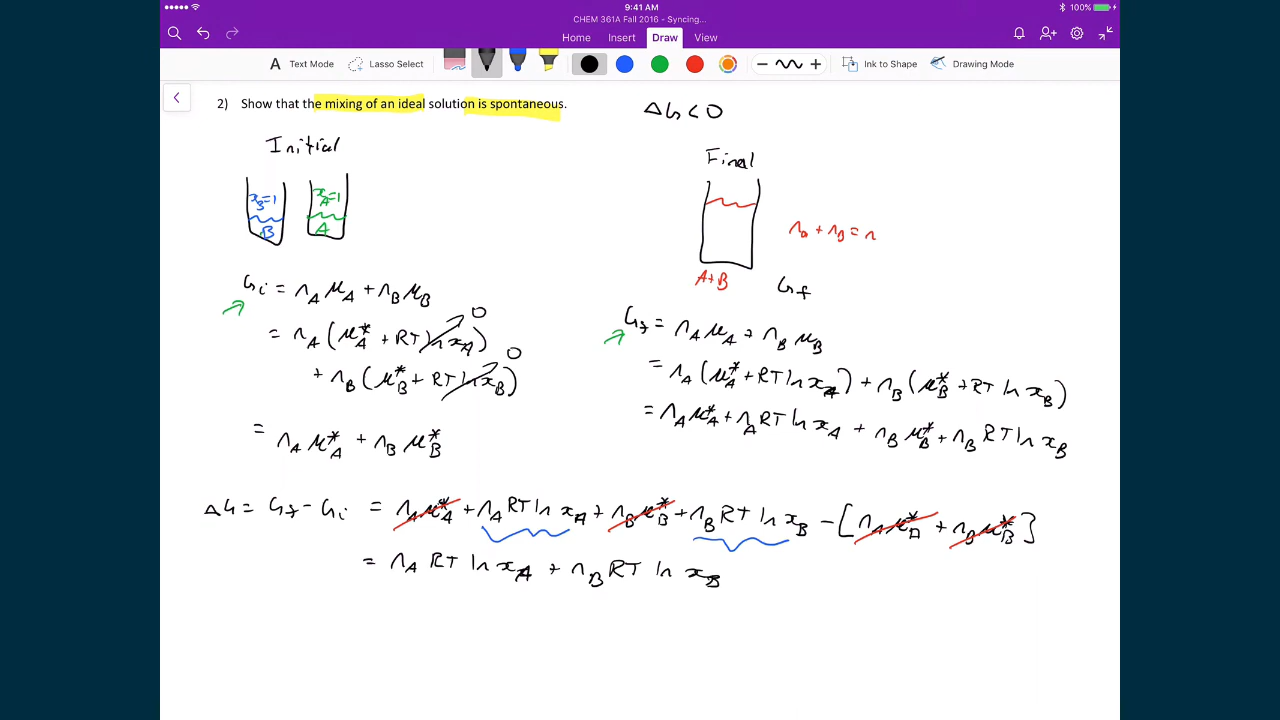 9:41 AM
100%
CHEM 361A Fall 2016 - Syncing...
Home Insert Draw View
A Text Mode Lasso Select Ink to Shape Drawing Mode
2) Show that the mixing of an ideal solution is spontaneous.
ΔG < 0
Initial
Final
x_B=1 x_A=1
B A
n_A + n_B = n
A+B
G_f
G_i = n_A μ_A + n_B μ_B
= n_A (μ_A^* + RT ln x_A) 0
+ n_B (μ_B^* + RT ln x_B) 0
= n_A μ_A^* + n_B μ_B^*
G_f = n_A μ_A + n_B μ_B
= n_A (μ_A^* + RT ln x_A) + n_B (μ_B^* + RT ln x_B)
= n_A μ_A^* + n_A RT ln x_A + n_B μ_B^* + n_B RT ln x_B
ΔG = G_f - G_i = n_A μ_A^* + n_A RT ln x_A + n_B μ_B^* + n_B RT ln x_B - [n_A μ_A^* + n_B μ_B^*]
= n_A RT ln x_A + n_B RT ln x_B